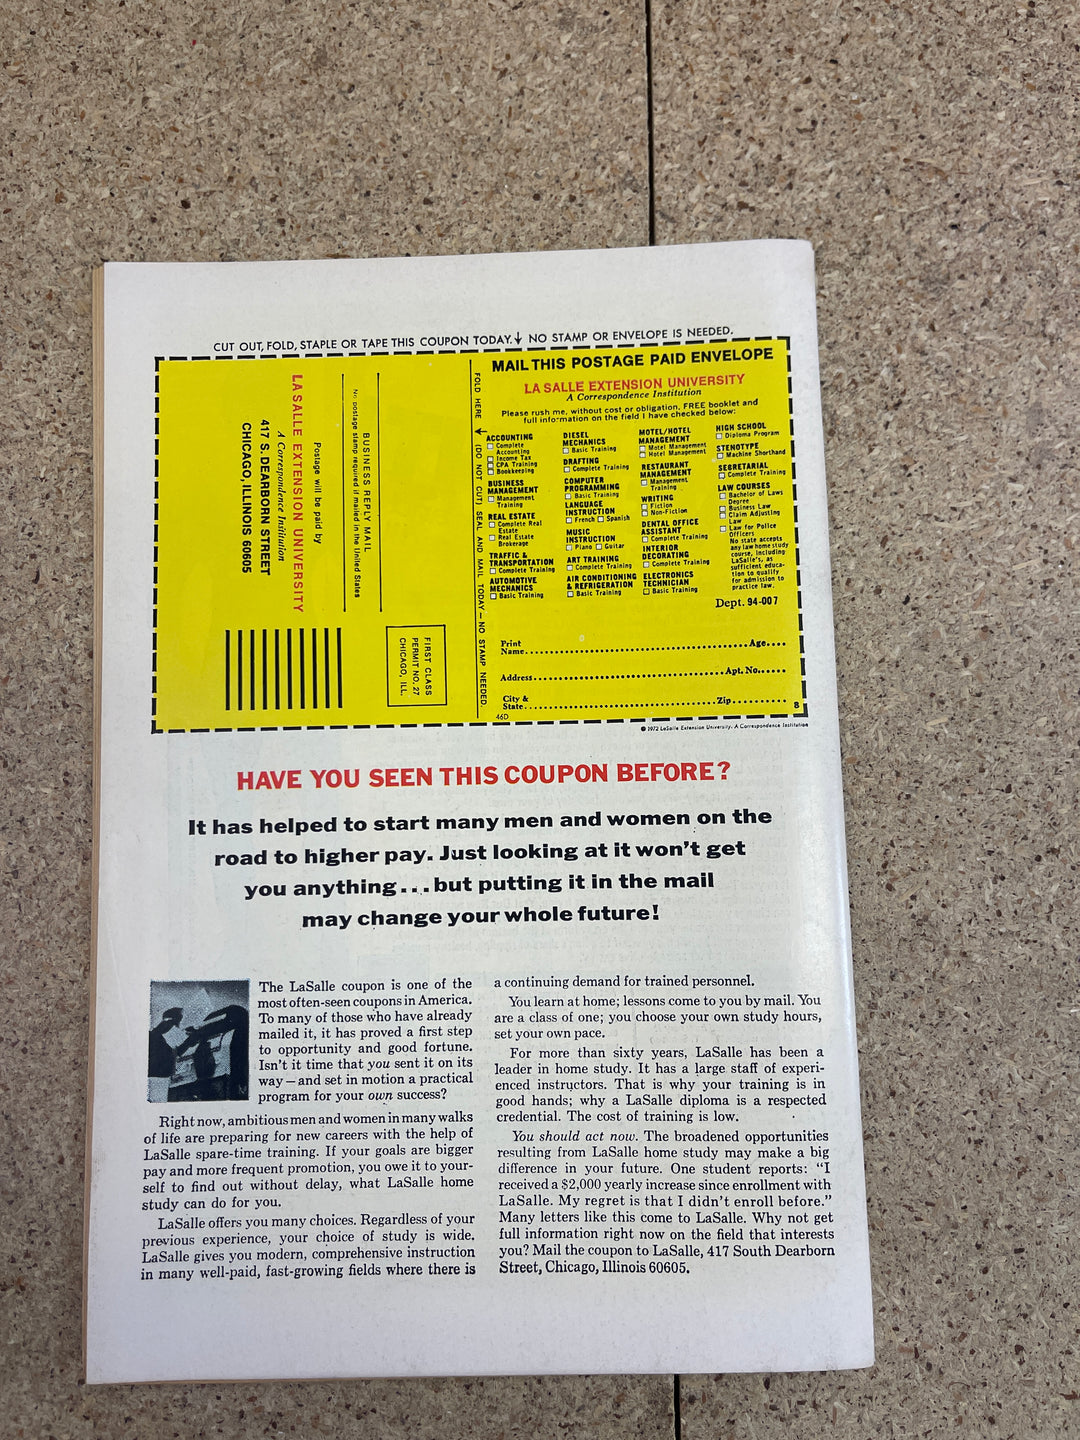 CUT OUT, FOLD, STAPLE OR TAPE THIS COUPON TODAY. ↓ NO STAMP OR ENVELOPE IS NEEDED.
No postage stamp required if mailed in the United States
BUSINESS REPLY MAIL
Postage will be paid by
LA SALLE EXTENSION UNIVERSITY
A Correspondence Institution
417 S. DEARBORN STREET
CHICAGO, ILLINOIS 60605
FIRST CLASS
PERMIT NO. 27
CHICAGO, ILL.
FOLD HERE ↓ (DO NOT CUT) SEAL AND MAIL TODAY—NO STAMP NEEDED.
MAIL THIS POSTAGE PAID ENVELOPE
LA SALLE EXTENSION UNIVERSITY
A Correspondence Institution
Please rush me, without cost or obligation, FREE booklet and
full information on the field I have checked below:
ACCOUNTING
Complete
Accounting
Income Tax
CPA Training
Bookkeeping
BUSINESS
MANAGEMENT
Management
Training
REAL ESTATE
Complete Real
Estate
Real Estate
Brokerage
TRAFFIC &
TRANSPORTATION
Complete Training
AUTOMOTIVE
MECHANICS
Basic Training
DIESEL
MECHANICS
Basic Training
DRAFTING
Complete Training
COMPUTER
PROGRAMMING
Basic Training
LANGUAGE
INSTRUCTION
French Spanish
MUSIC
INSTRUCTION
Piano Guitar
ART TRAINING
Complete Training
AIR CONDITIONING
& REFRIGERATION
Basic Training
MOTEL/HOTEL
MANAGEMENT
Motel Management
Hotel Management
RESTAURANT
MANAGEMENT
Management
Training
WRITING
Fiction
Non-Fiction
DENTAL OFFICE
ASSISTANT
Complete Training
INTERIOR
DECORATING
Complete Training
ELECTRONICS
TECHNICIAN
Basic Training
HIGH SCHOOL
Diploma Program
STENOTYPE
Machine Shorthand
SECRETARIAL
Complete Training
LAW COURSES
Bachelor of Laws
Degree
Business Law
Claim Adjusting
Law
Law for Police
Officers
No state accepts
any law home study
course, including
LaSalle's, as
sufficient educa-
tion to qualify
for admission to
practice law.
Dept. 94-007
Print
Name Age
Address Apt. No.
City &
State Zip
46D
8
© 1972 LaSalle Extension University. A Correspondence Institution
HAVE YOU SEEN THIS COUPON BEFORE?
It has helped to start many men and women on the
road to higher pay. Just looking at it won't get
you anything...but putting it in the mail
may change your whole future!
The LaSalle coupon is one of the
most often-seen coupons in America.
To many of those who have already
mailed it, it has proved a first step
to opportunity and good fortune.
Isn't it time that you sent it on its
way—and set in motion a practical
program for your own success?
Right now, ambitious men and women in many walks
of life are preparing for new careers with the help of
LaSalle spare-time training. If your goals are bigger
pay and more frequent promotion, you owe it to your-
self to find out without delay, what LaSalle home
study can do for you.
LaSalle offers you many choices. Regardless of your
previous experience, your choice of study is wide.
LaSalle gives you modern, comprehensive instruction
in many well-paid, fast-growing fields where there is
a continuing demand for trained personnel.
You learn at home; lessons come to you by mail. You
are a class of one; you choose your own study hours,
set your own pace.
For more than sixty years, LaSalle has been a
leader in home study. It has a large staff of experi-
enced instructors. That is why your training is in
good hands; why a LaSalle diploma is a respected
credential. The cost of training is low.
You should act now. The broadened opportunities
resulting from LaSalle home study may make a big
difference in your future. One student reports: "I
received a $2,000 yearly increase since enrollment with
LaSalle. My regret is that I didn't enroll before."
Many letters like this come to LaSalle. Why not get
full information right now on the field that interests
you? Mail the coupon to LaSalle, 417 South Dearborn
Street, Chicago, Illinois 60605.